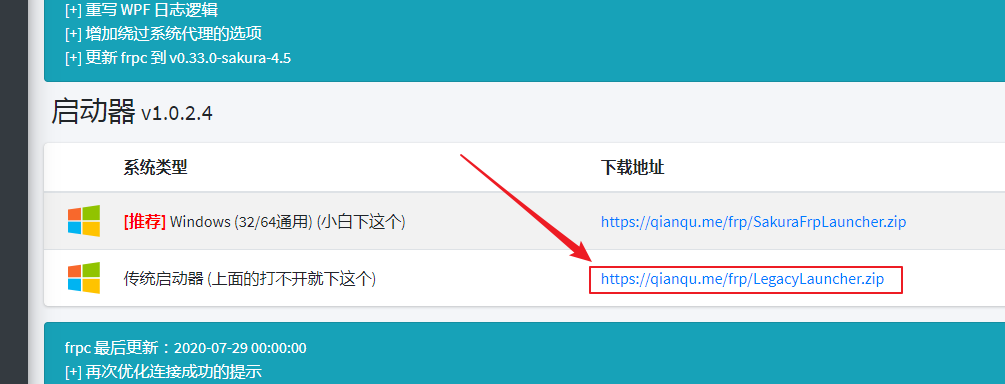 [+] 重写 WPF 日志逻辑
[+] 增加绕过系统代理的选项
[+] 更新 frpc 到 v0.33.0-sakura-4.5
启动器 v1.0.2.4
系统类型 下载地址
[推荐] Windows (32/64通用) (小白下这个) https://qianqu.me/frp/SakuraFrpLauncher.zip
传统启动器 (上面的打不开就下这个) https://qianqu.me/frp/LegacyLauncher.zip
frpc 最后更新：2020-07-29 00:00:00
[+] 再次优化连接成功的提示